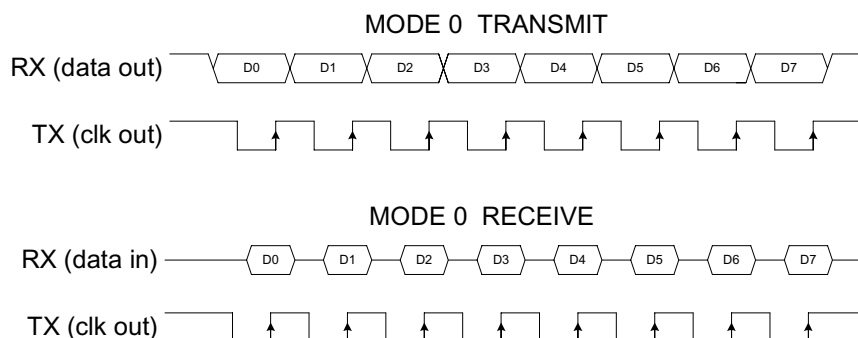 MODE 0 TRANSMIT
RX (data out) D0 D1 D2 D3 D4 D5 D6 D7
TX (clk out)
MODE 0 RECEIVE
RX (data in) D0 D1 D2 D3 D4 D5 D6 D7
TX (clk out)